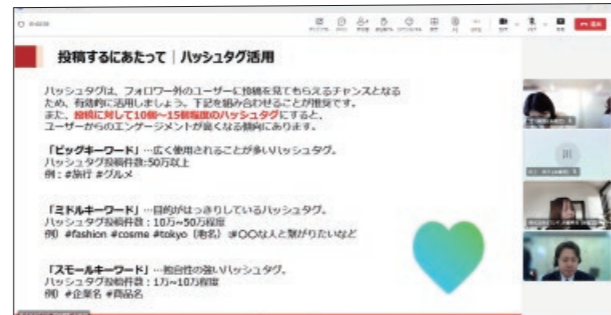 投稿するにあたって｜ハッシュタグ活用
ハッシュタグは、フォロワー外のユーザーに投稿を見てもらえるチャンスとなる
ため、有効的に活用しましょう。下記を組み合わせることが推奨です。
また、投稿に対して10個～15個程度のハッシュタグにすると、
ユーザーからのエンゲージメントが高くなる傾向にあります。
「ビッグキーワード」…広く使用されることが多いハッシュタグ。
ハッシュタグ投稿件数:50万以上
例：#旅行 #グルメ
「ミドルキーワード」…目的がはっきりしているハッシュタグ。
ハッシュタグ投稿件数：10万~50万程度
例）#fashion #cosme #tokyo（地名）#〇〇な人と繋がりたいなど
「スモールキーワード」…独自性の強いハッシュタグ。
ハッシュタグ投稿件数：1万~10万程度
例）#企業名 #商品名